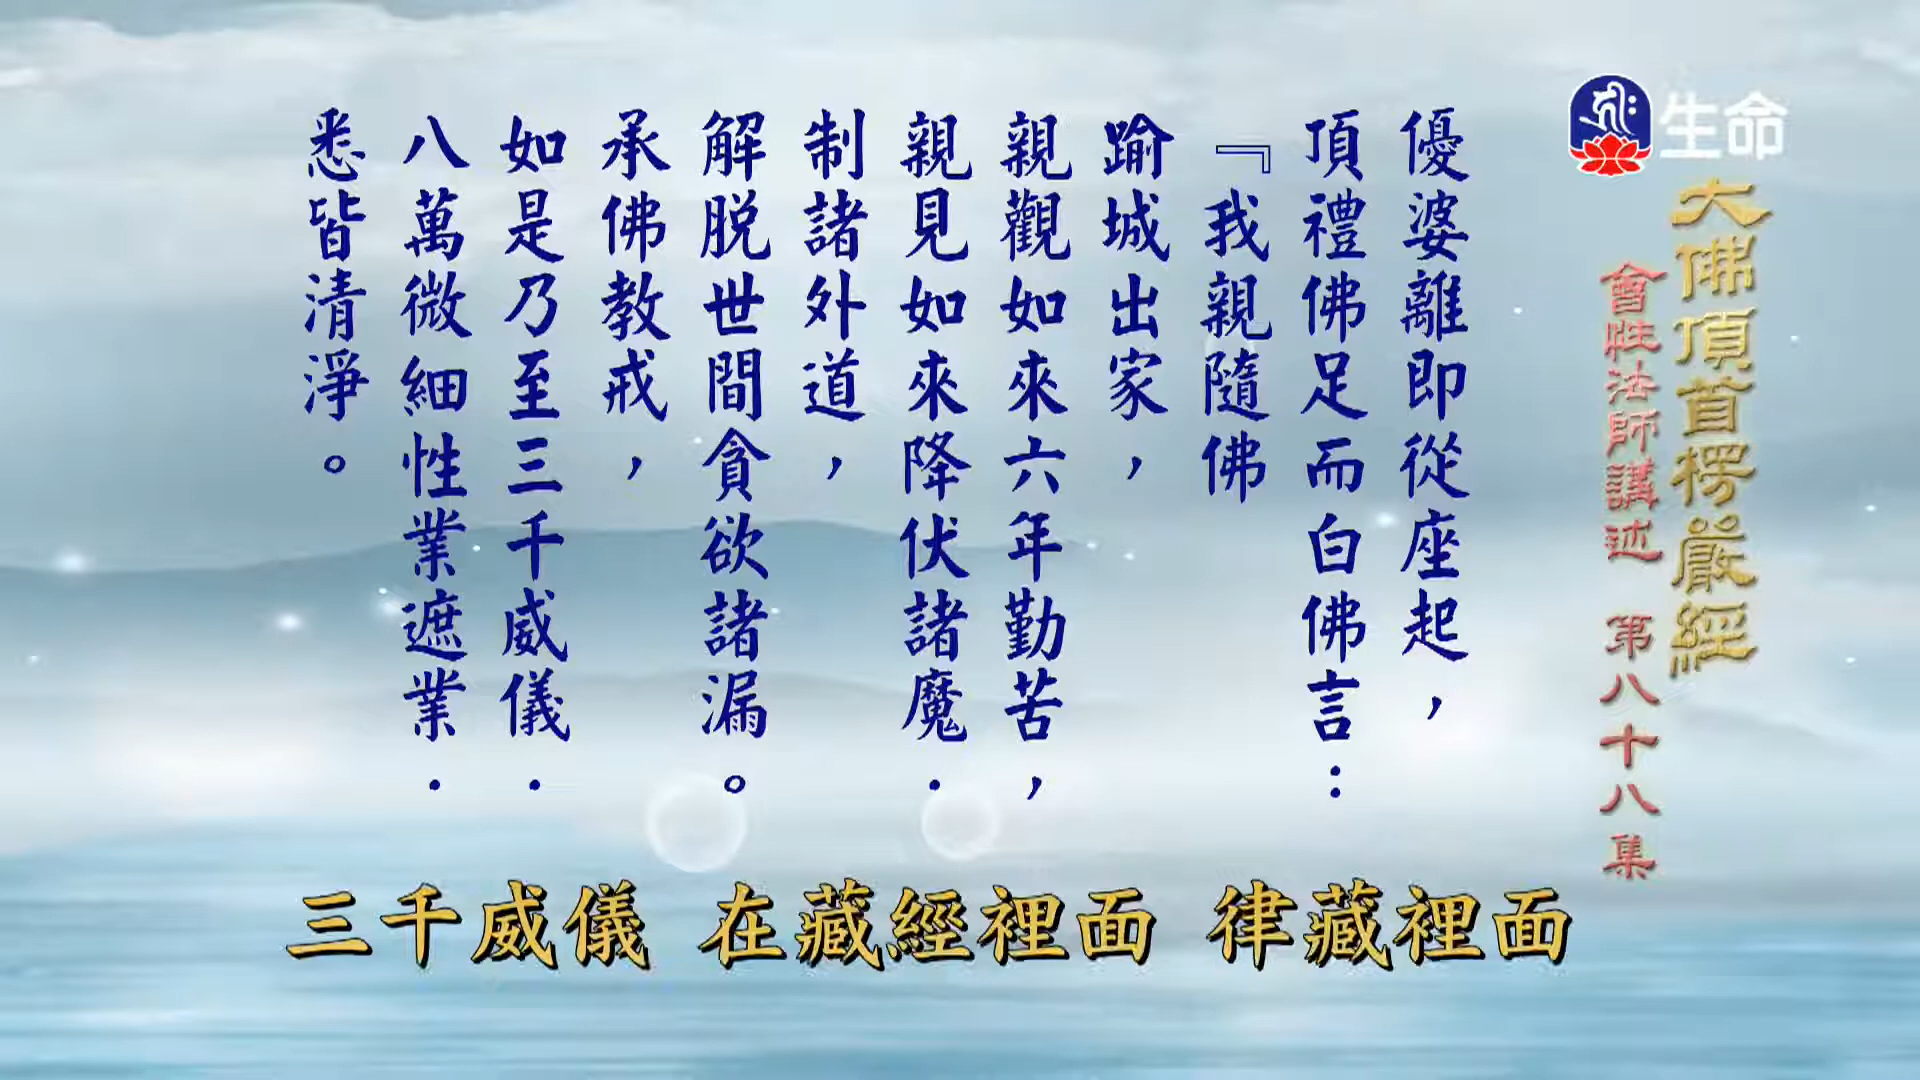 生命
大佛頂首楞嚴經
會性法師講述 第八十八集
優婆離即從座起，
頂禮佛足而白佛言：
『我親隨佛
踰城出家，
親觀如來六年勤苦，
親見如來降伏諸魔．
制諸外道，
解脫世間貪欲諸漏。
承佛教戒，
如是乃至三千威儀．
八萬微細性業遮業．
悉皆清淨。
三千威儀 在藏經裡面 律藏裡面